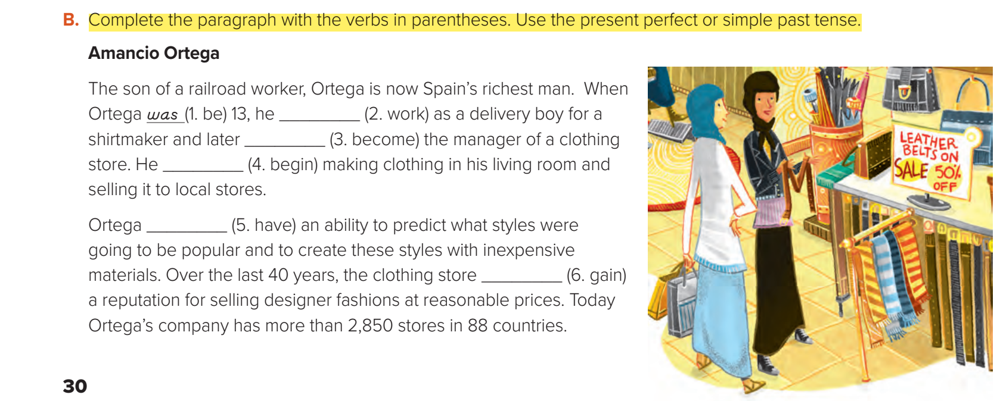 B. Complete the paragraph with the verbs in parentheses. Use the present perfect or simple past tense.
Amancio Ortega
The son of a railroad worker, Ortega is now Spain's richest man. When
Ortega was (1. be) 13, he ________ (2. work) as a delivery boy for a
shirtmaker and later ________ (3. become) the manager of a clothing
store. He ________ (4. begin) making clothing in his living room and
selling it to local stores.
Ortega ________ (5. have) an ability to predict what styles were
going to be popular and to create these styles with inexpensive
materials. Over the last 40 years, the clothing store ________ (6. gain)
a reputation for selling designer fashions at reasonable prices. Today
Ortega's company has more than 2,850 stores in 88 countries.
LEATHER
BELTS ON
SALE 50%
OFF
30